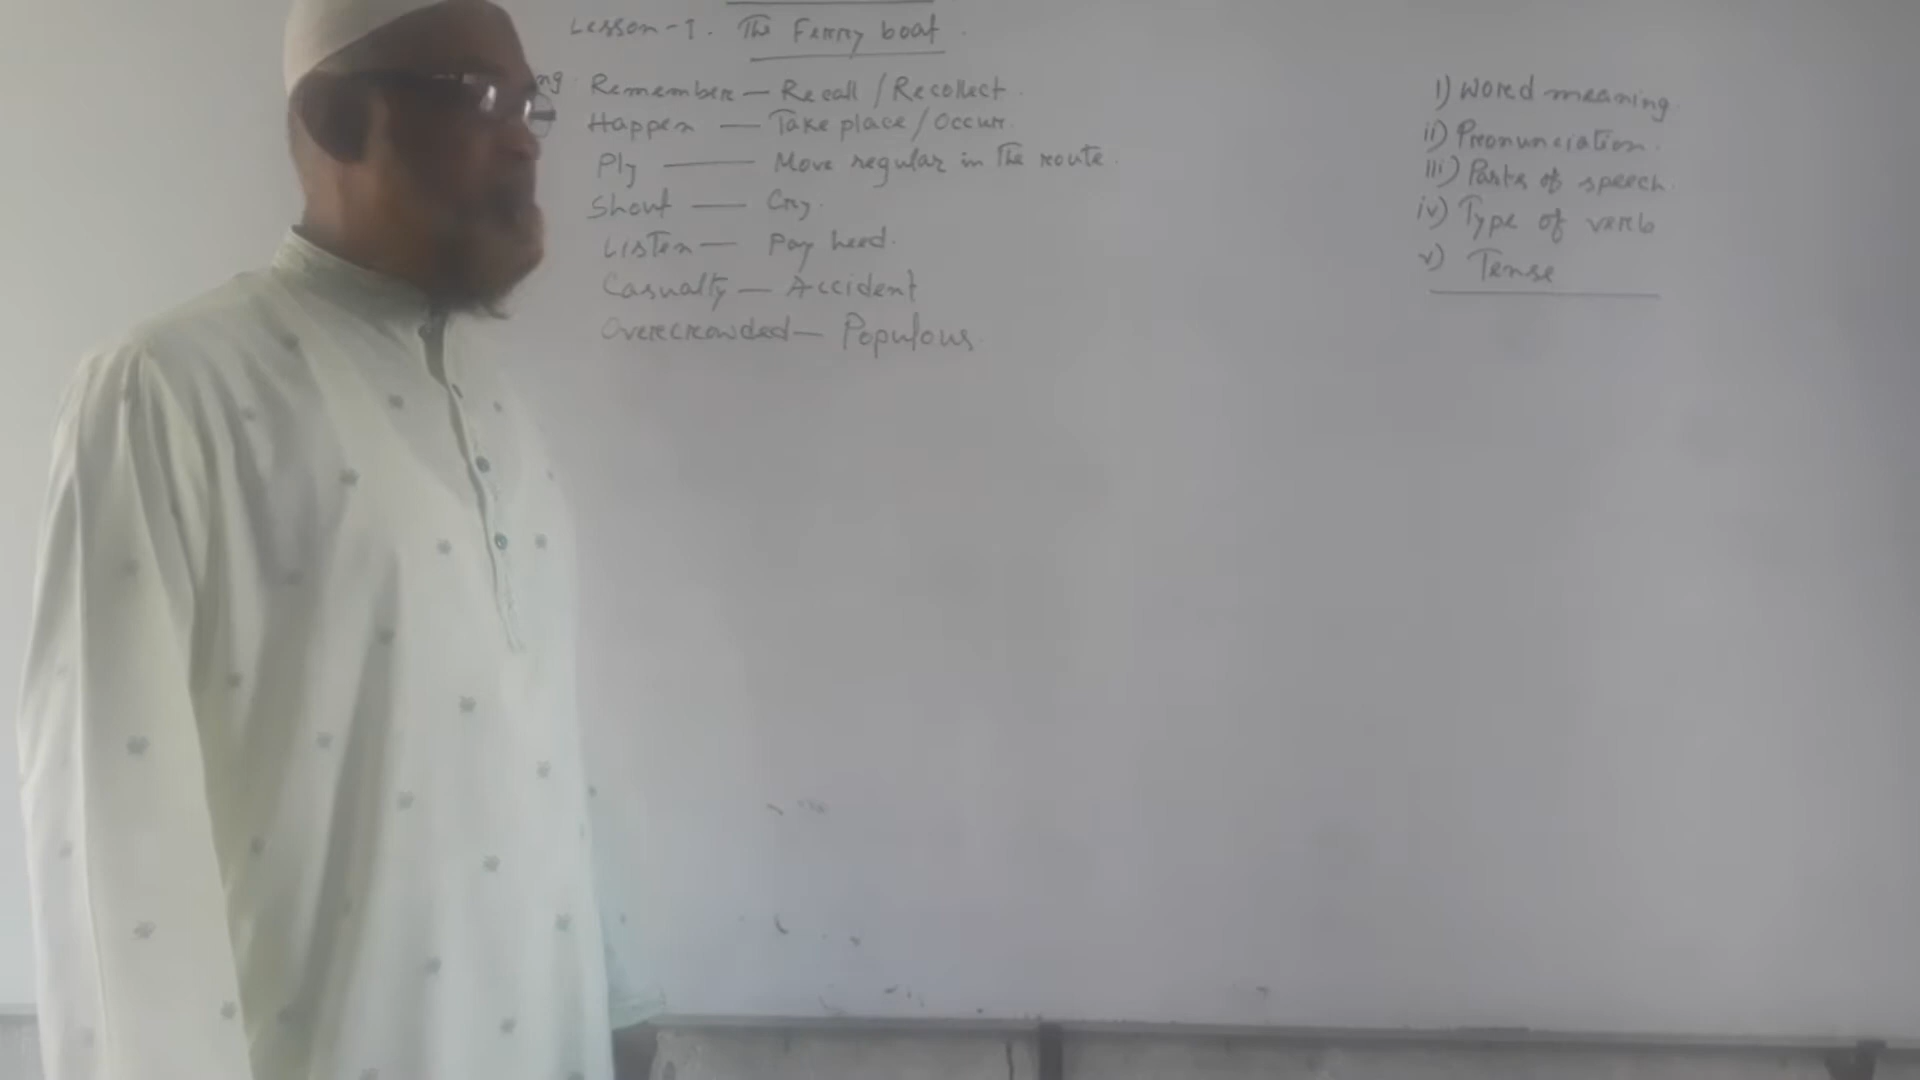 Lesson-1. The Ferry boat.
ng Remember — Recall / Recollect.
Happen — Take place / Occur.
Ply — Move regular in the route.
Shout — Cry.
Listen — Pay heed.
Casualty — Accident
Overcrowded — Populous.
i) Word meaning.
ii) Pronunciation.
iii) Parts of speech.
iv) Type of verb
v) Tense